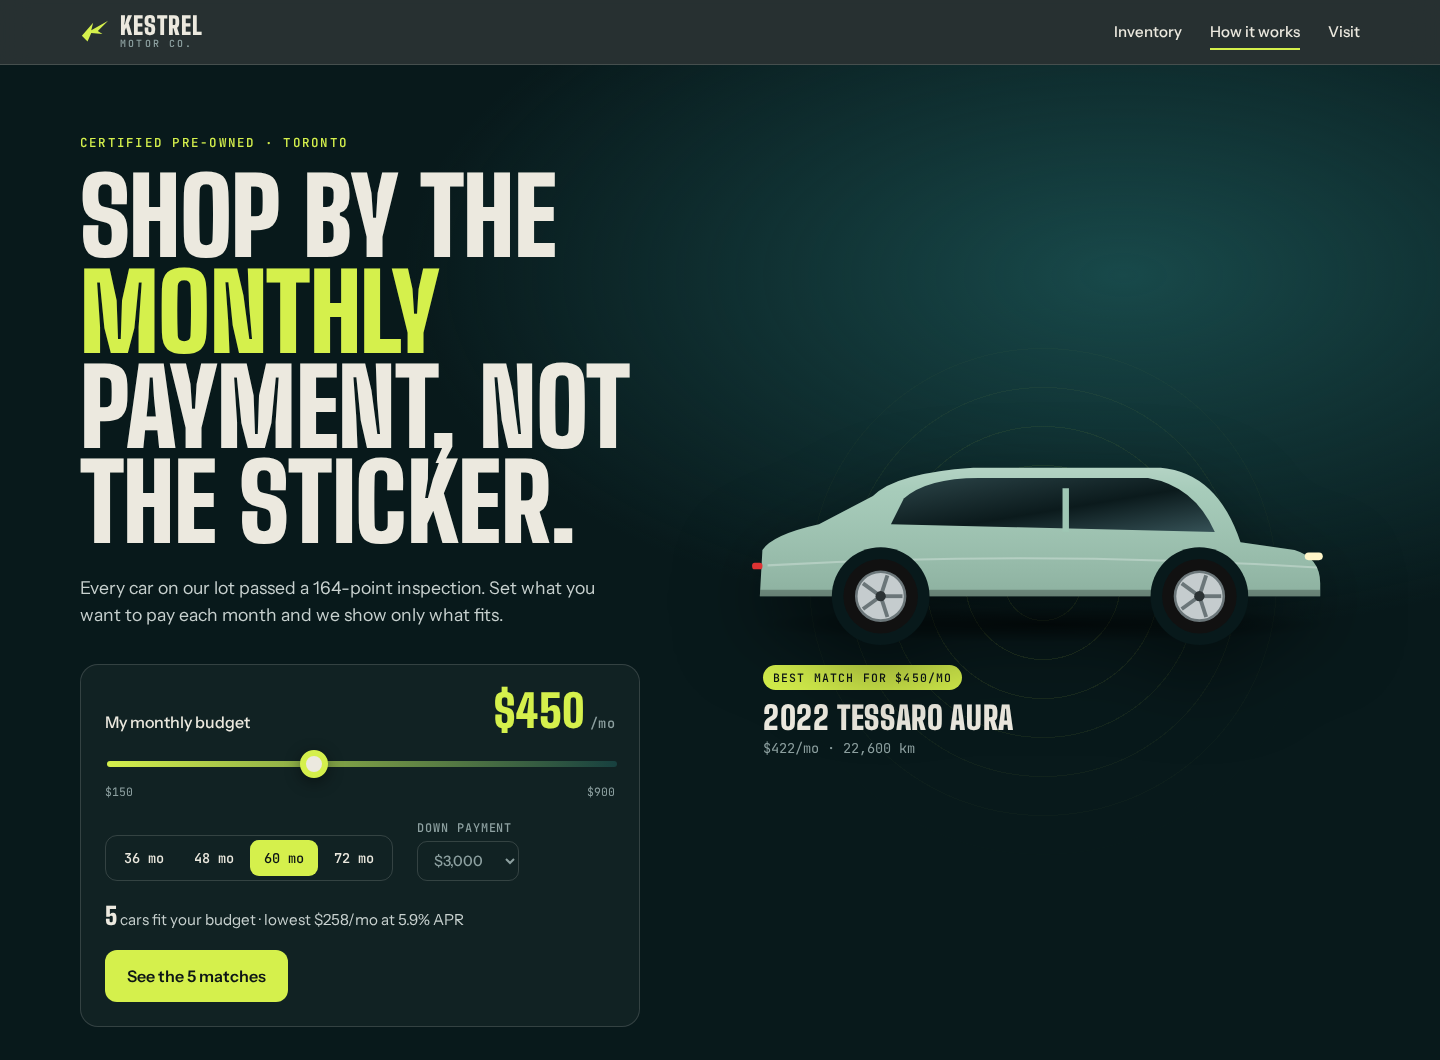 KESTREL
MOTOR CO.
Inventory
How it works
Visit
CERTIFIED PRE-OWNED · TORONTO
SHOP BY THE
MONTHLY
PAYMENT, NOT
THE STICKER.
Every car on our lot passed a 164-point inspection. Set what you
want to pay each month and we show only what fits.
My monthly budget
$450 /mo
$150
$900
DOWN PAYMENT
36 mo
48 mo
60 mo
72 mo
$3,000
5 cars fit your budget · lowest $258/mo at 5.9% APR
See the 5 matches
BEST MATCH FOR $450/MO
2022 TESSARO AURA
$422/mo · 22,600 km